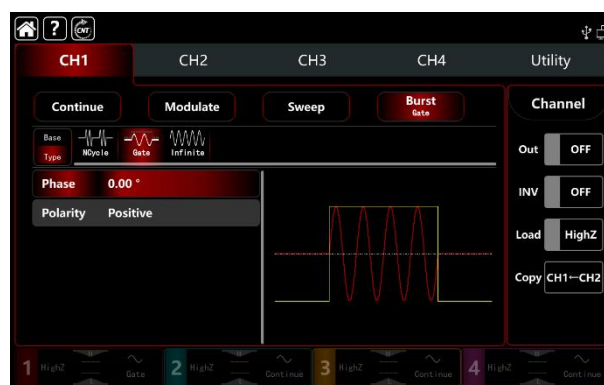 ? CNT
CH1 CH2 CH3 CH4 Utility
Continue Modulate Sweep Burst Gate Channel
Base Type NCycle Gate Infinite
Out OFF
Phase 0.00 °
INV OFF
Polarity Positive
Load HighZ
Copy CH1←CH2
1 HighZ Gate 2 HighZ Continue 3 HighZ Continue 4 HighZ Continue